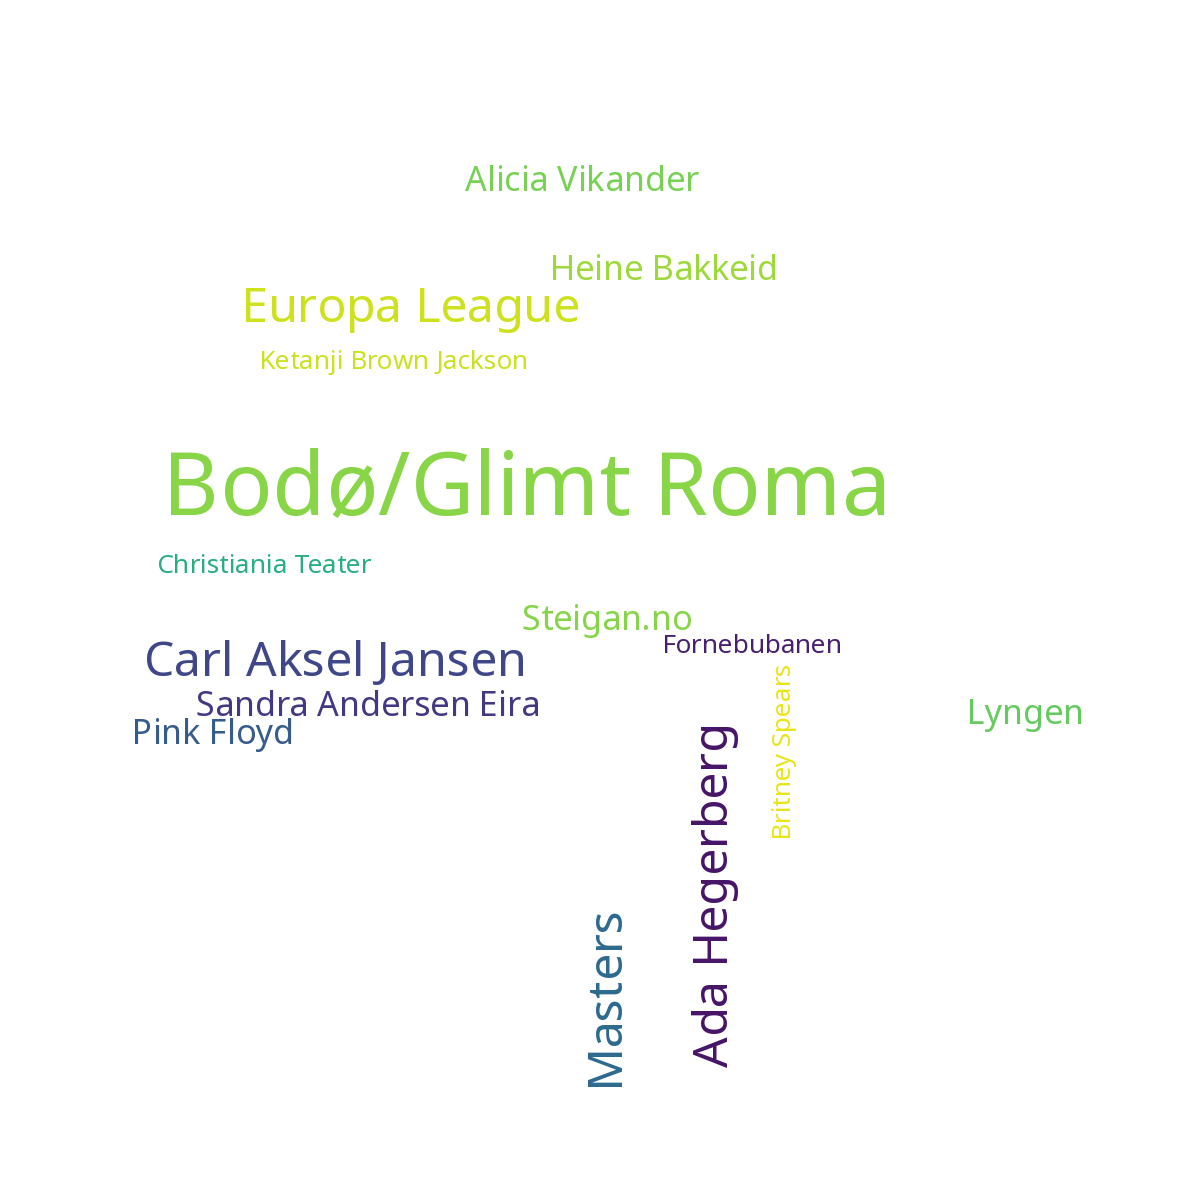 Alicia Vikander
Heine Bakkeid
Europa League
Ketanji Brown Jackson
Bodø/Glimt Roma
Christiania Teater
Steigan.no
Fornebubanen
Carl Aksel Jansen
Sandra Andersen Eira
Pink Floyd
Lyngen
Britney Spears
Ada Hegerberg
Masters